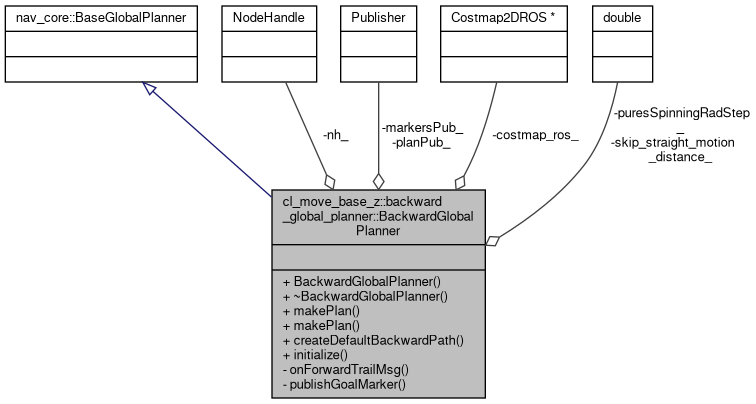 nav_core::BaseGlobalPlanner
NodeHandle
Publisher
Costmap2DROS *
double
-nh_
-markersPub_
-planPub_
-costmap_ros_
-puresSpinningRadStep
_
-skip_straight_motion
_distance_
cl_move_base_z::backward
_global_planner::BackwardGlobal
Planner
+ BackwardGlobalPlanner()
+ ~BackwardGlobalPlanner()
+ makePlan()
+ makePlan()
+ createDefaultBackwardPath()
+ initialize()
- onForwardTrailMsg()
- publishGoalMarker()